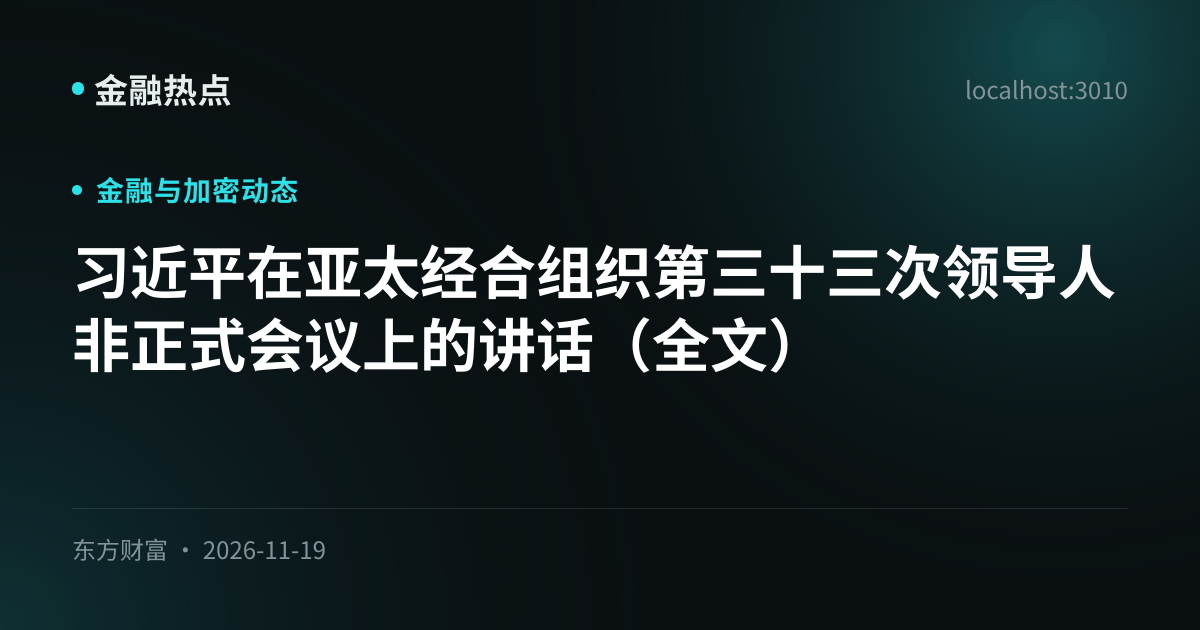 金融热点
localhost:3010
金融与加密动态
习近平在亚太经合组织第三十三次领导人
非正式会议上的讲话（全文）
东方财富 · 2026-11-19